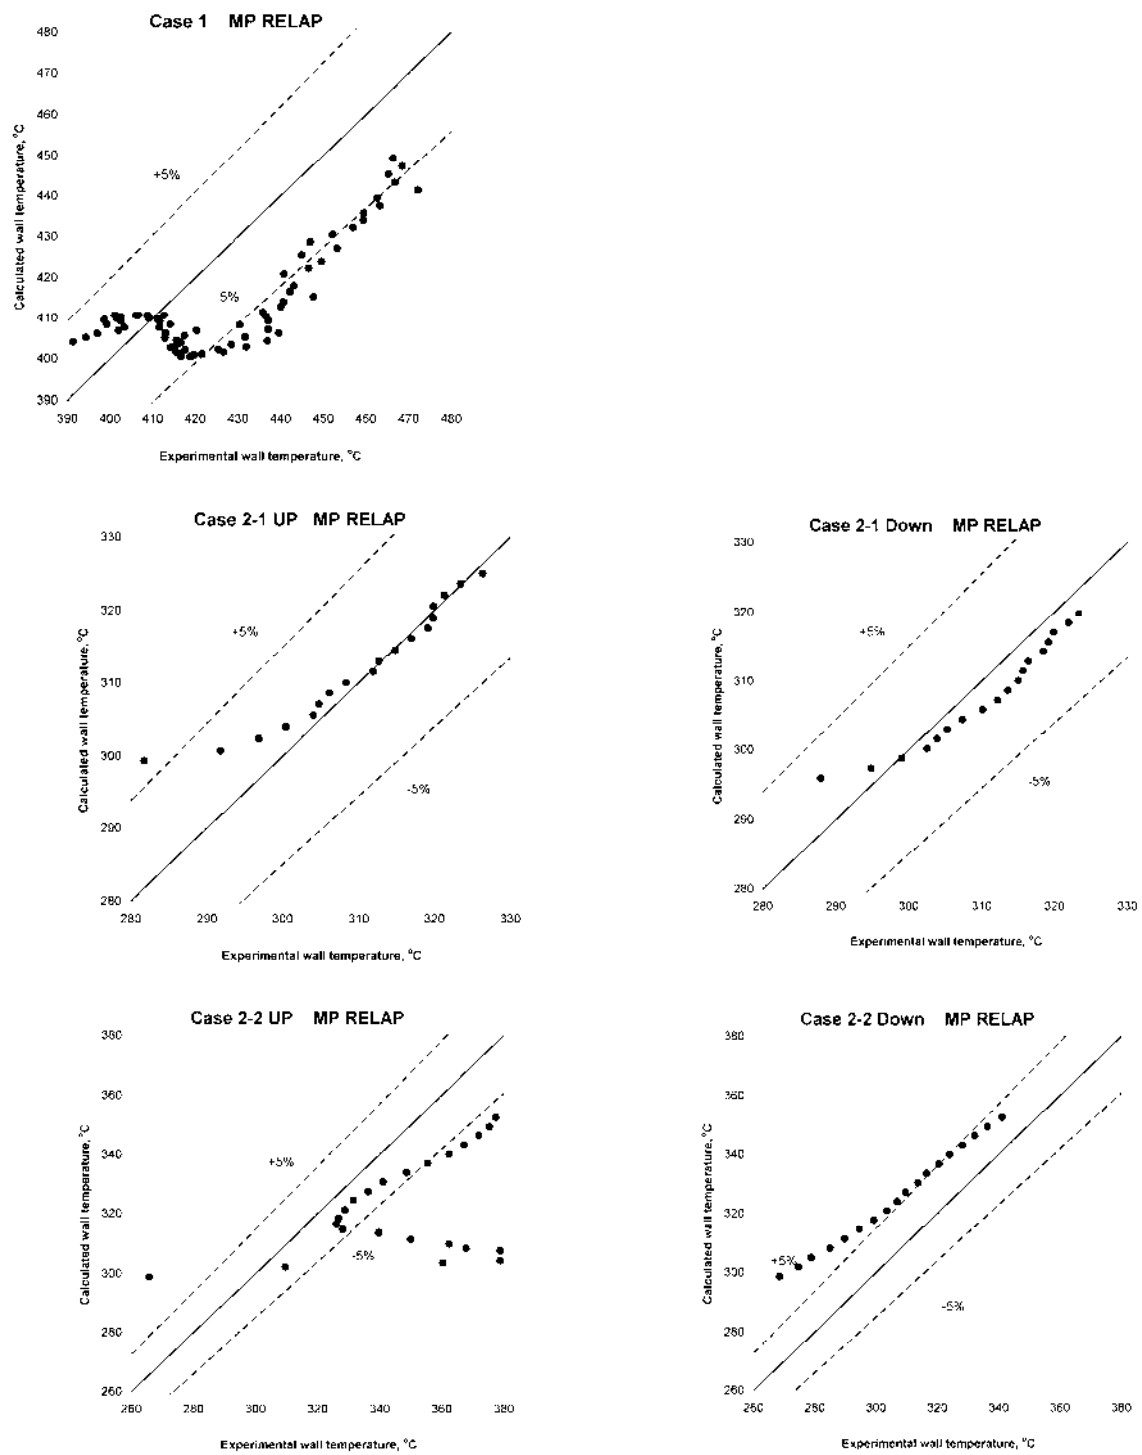 Case 1 MP RELAP
480
470
460
450
440
430
420
410
400
390
Calculated wall temperature, °C
+5%
5%
390 400 410 420 430 440 450 460 470 480
Experimental wall temperature, °C
Case 2-1 UP MP RELAP
330
320
310
300
290
280
Calculated wall temperature, °C
+5%
-5%
280 290 300 310 320 330
Experimental wall temperature, °C
Case 2-1 Down MP RELAP
330
320
310
300
290
280
Calculated wall temperature, °C
+5%
-5%
280 290 300 310 320 330
Experimental wall temperature, °C
Case 2-2 UP MP RELAP
380
360
340
320
300
280
260
Calculated wall temperature, °C
+5%
-5%
260 280 300 320 340 360 380
Experimental wall temperature, °C
Case 2-2 Down MP RELAP
380
360
340
320
300
280
260
Calculated wall temperature, °C
+5%
-5%
260 280 300 320 340 360 380
Experimental wall temperature, °C